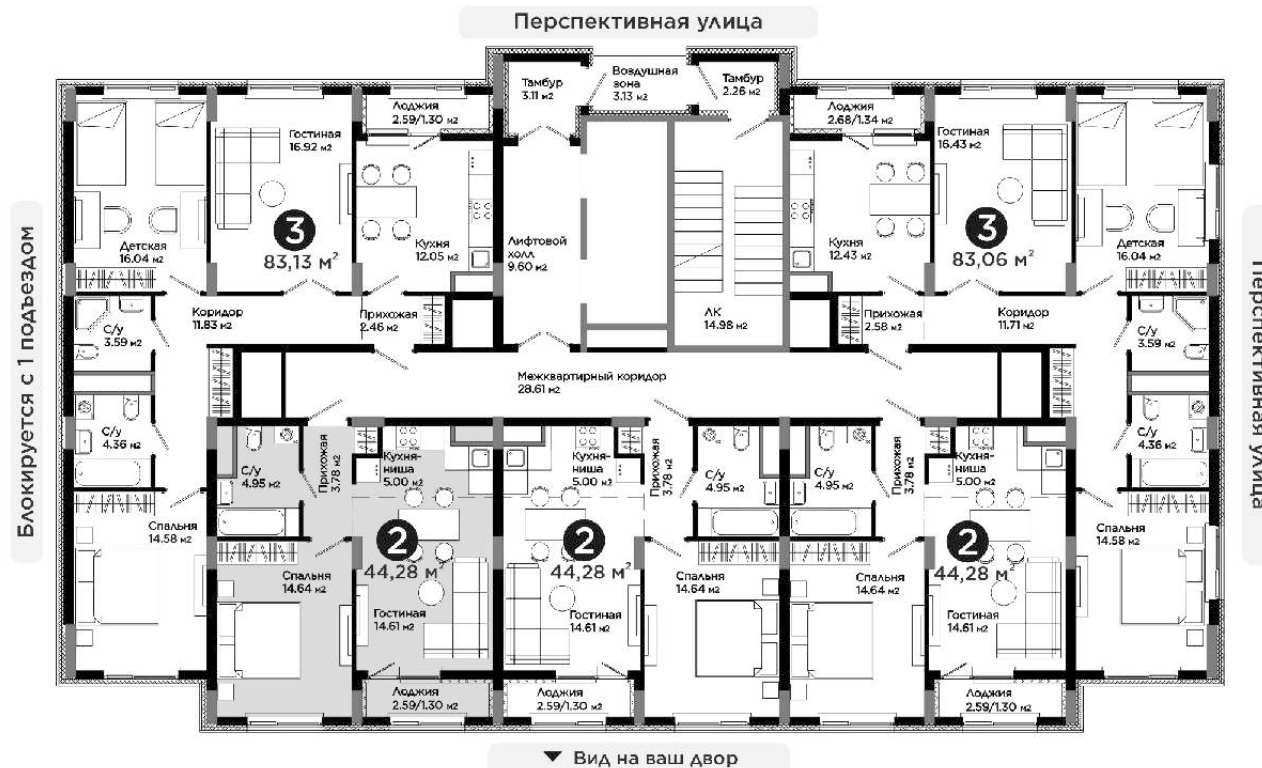 Перспективная улица
Тамбур
3.11 м2
Воздушная
зона
3.13 м2
Тамбур
2.26 м2
Лоджия
2.59/1.30 м2
Лоджия
2.68/1.34 м2
Гостиная
16.92 м2
Гостиная
16.43 м2
3
83,13 м²
3
83,06 м²
Детская
16.04 м2
Кухня
12.05 м2
Лифтовой
холл
9.60 м2
Кухня
12.43 м2
Детская
16.04 м2
Блокируется с 1 подъездом
Перспективная улица
Коридор
11.83 м2
Прихожая
2.46 м2
ЛК
14.98 м2
Прихожая
2.58 м2
Коридор
11.71 м2
С/у
3.59 м2
С/у
3.59 м2
Межквартирный коридор
28.61 м2
С/у
4.36 м2
С/у
4.36 м2
С/у
4.95 м2
Прихожая
3.78 м2
Кухня-
ниша
5.00 м2
Кухня-
ниша
5.00 м2
Прихожая
3.78 м2
С/у
4.95 м2
С/у
4.95 м2
Прихожая
3.78 м2
Кухня-
ниша
5.00 м2
Спальня
14.58 м2
2
44,28 м²
2
44,28 м²
2
44,28 м²
Спальня
14.58 м2
Спальня
14.64 м2
Гостиная
14.61 м2
Гостиная
14.61 м2
Спальня
14.64 м2
Спальня
14.64 м2
Гостиная
14.61 м2
Лоджия
2.59/1.30 м2
Лоджия
2.59/1.30 м2
Лоджия
2.59/1.30 м2
▼ Вид на ваш двор